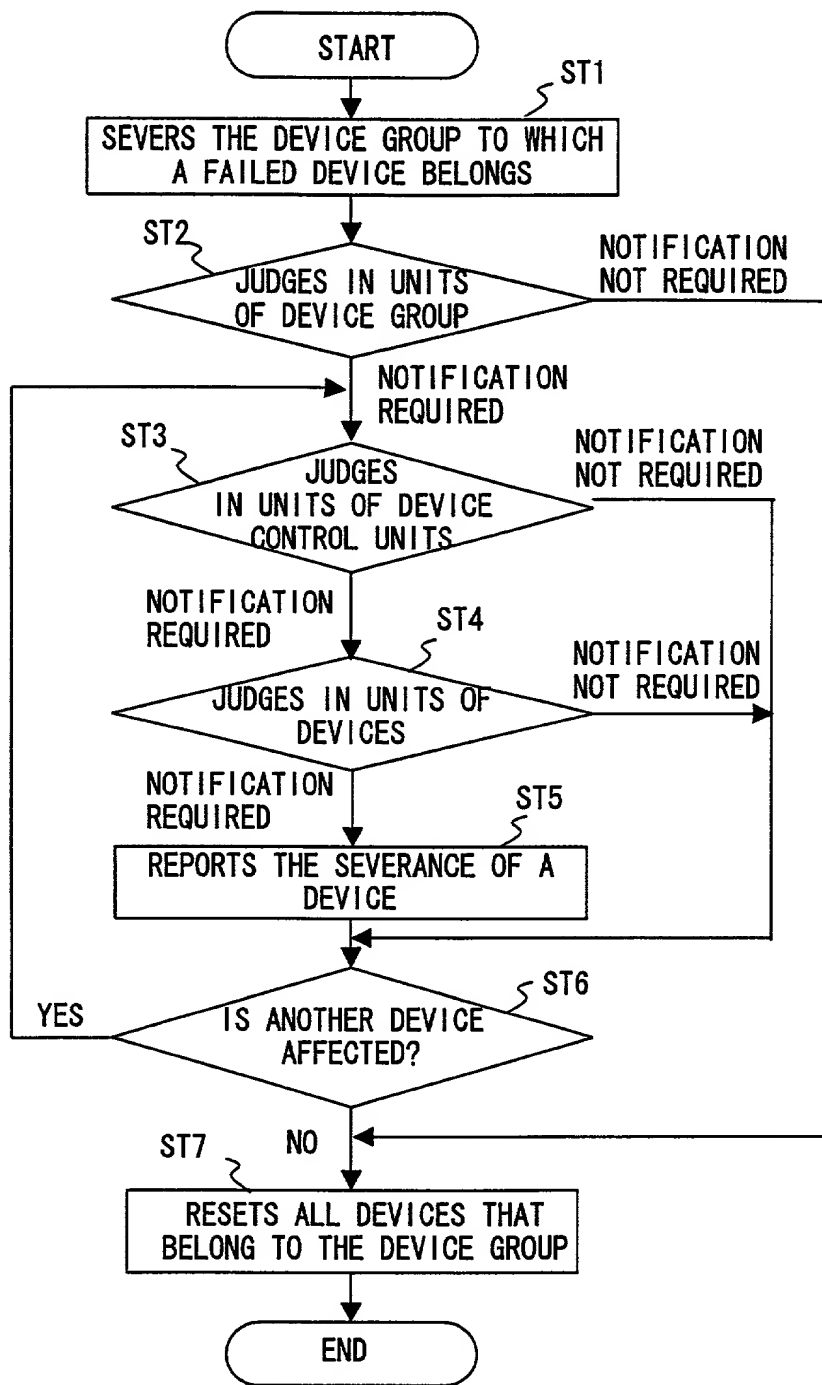 START
ST1
SEVERS THE DEVICE GROUP TO WHICH
A FAILED DEVICE BELONGS
ST2
JUDGES IN UNITS
OF DEVICE GROUP
NOTIFICATION
NOT REQUIRED
NOTIFICATION
REQUIRED
ST3
JUDGES
IN UNITS OF DEVICE
CONTROL UNITS
NOTIFICATION
NOT REQUIRED
NOTIFICATION
REQUIRED
ST4
JUDGES IN UNITS OF
DEVICES
NOTIFICATION
NOT REQUIRED
NOTIFICATION
REQUIRED
ST5
REPORTS THE SEVERANCE OF A
DEVICE
ST6
YES
IS ANOTHER DEVICE
AFFECTED?
NO
ST7
RESETS ALL DEVICES THAT
BELONG TO THE DEVICE GROUP
END